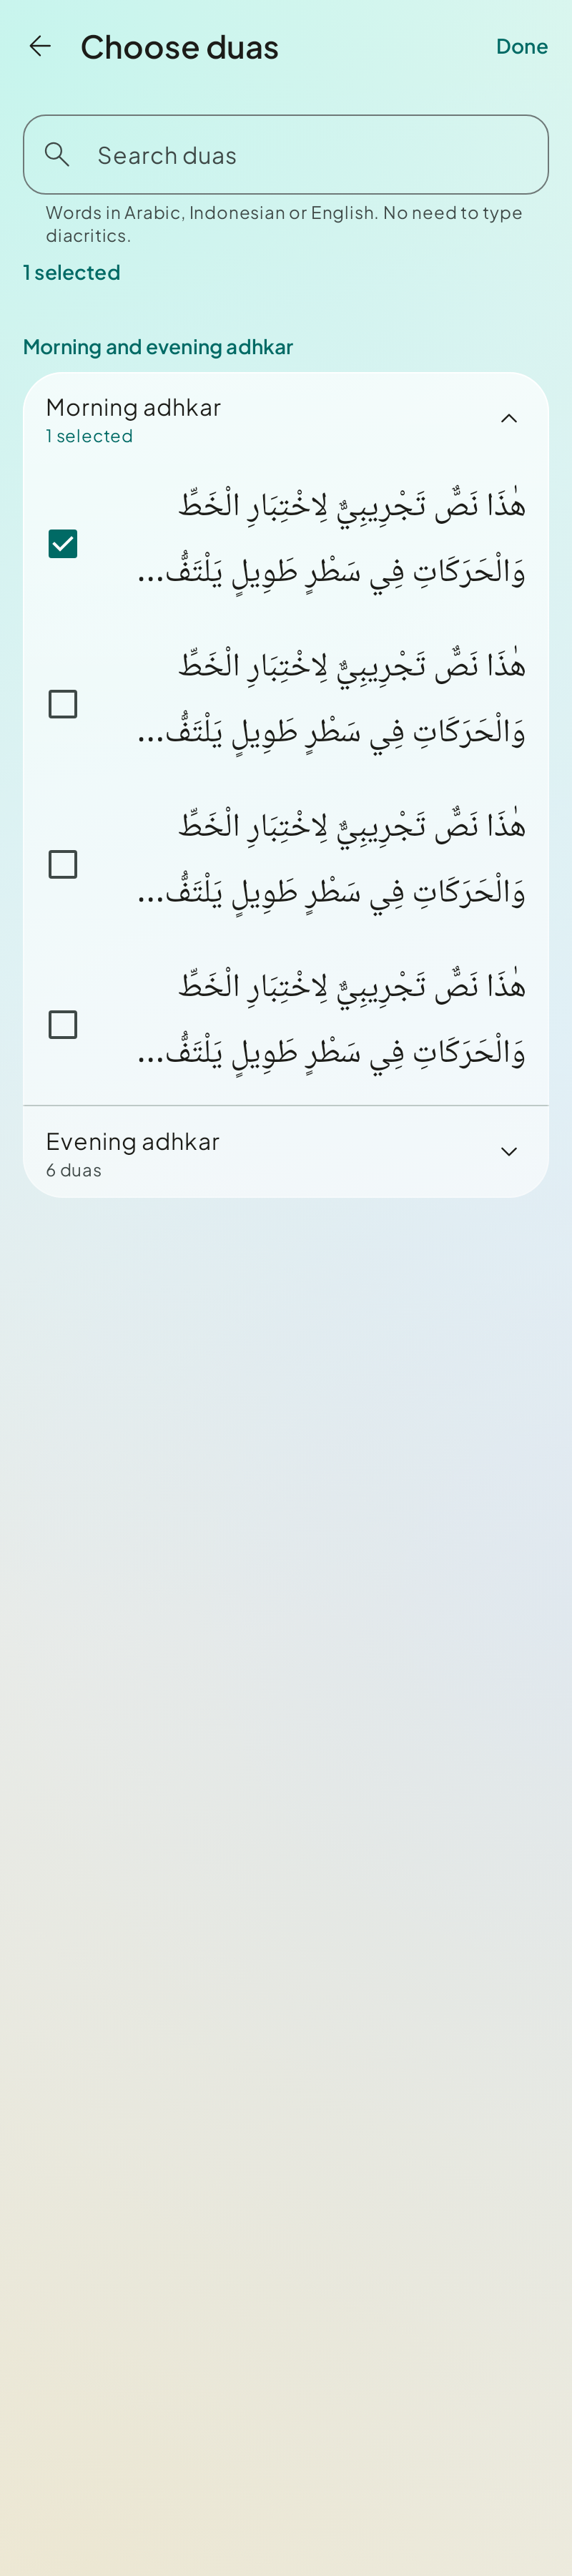 Choose duas
Done
Search duas
Words in Arabic, Indonesian or English. No need to type
diacritics.
1 selected
Morning and evening adhkar
Morning adhkar
1 selected
هٰذَا نَصٌّ تَجْرِيبِيٌّ لِاخْتِبَارِ الْخَطِّ
وَالْحَرَكَاتِ فِي سَطْرٍ طَوِيلٍ يَلْتَفُّ...
هٰذَا نَصٌّ تَجْرِيبِيٌّ لِاخْتِبَارِ الْخَطِّ
وَالْحَرَكَاتِ فِي سَطْرٍ طَوِيلٍ يَلْتَفُّ...
هٰذَا نَصٌّ تَجْرِيبِيٌّ لِاخْتِبَارِ الْخَطِّ
وَالْحَرَكَاتِ فِي سَطْرٍ طَوِيلٍ يَلْتَفُّ...
هٰذَا نَصٌّ تَجْرِيبِيٌّ لِاخْتِبَارِ الْخَطِّ
وَالْحَرَكَاتِ فِي سَطْرٍ طَوِيلٍ يَلْتَفُّ...
Evening adhkar
6 duas